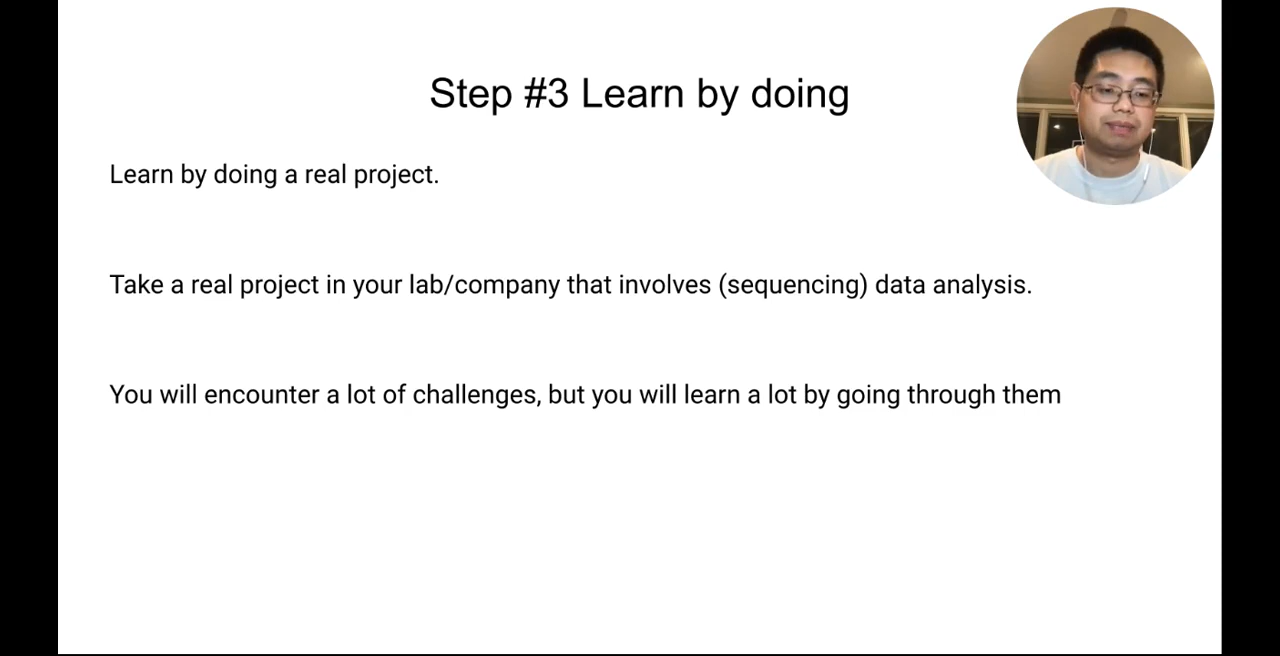 Step #3 Learn by doing
Learn by doing a real project.
Take a real project in your lab/company that involves (sequencing) data analysis.
You will encounter a lot of challenges, but you will learn a lot by going through them